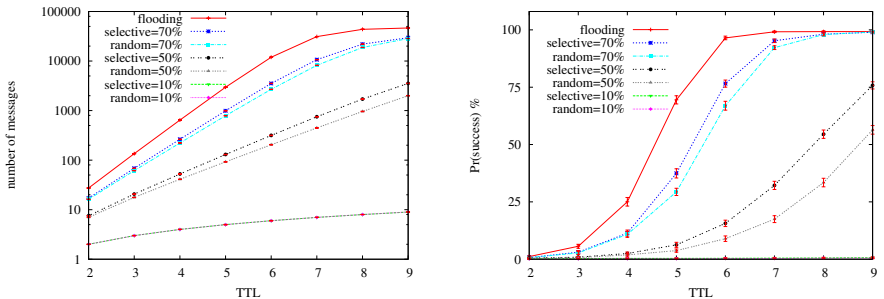 number of messages
100000
10000
1000
100
10
1
flooding
selective=70%
random=70%
selective=50%
random=50%
selective=10%
random=10%
2 3 4 5 6 7 8 9
TTL
Pr(success) %
100
75
50
25
0
flooding
selective=70%
random=70%
selective=50%
random=50%
selective=10%
random=10%
2 3 4 5 6 7 8 9
TTL